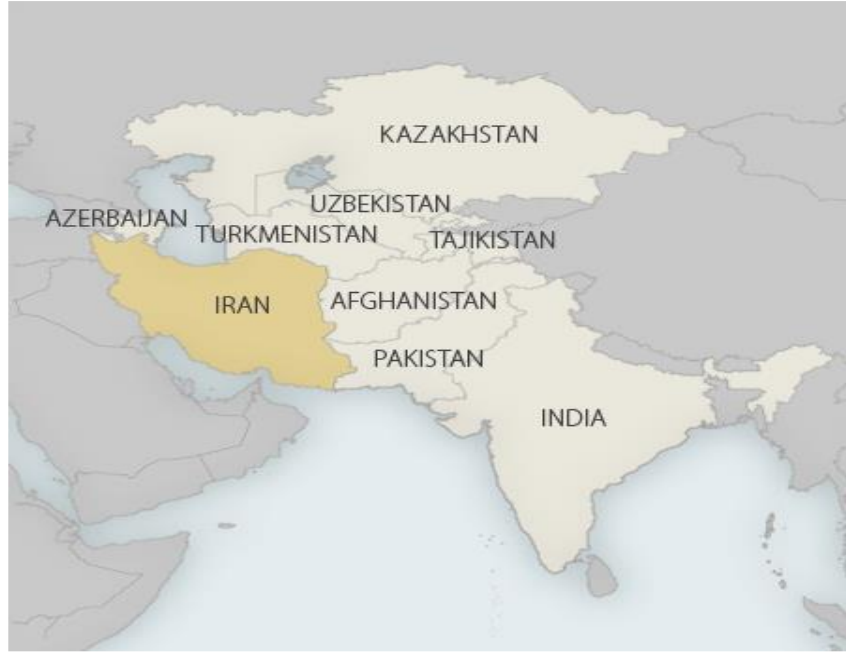 KAZAKHSTAN
UZBEKISTAN
AZERBAIJAN
TURKMENISTAN
TAJIKISTAN
IRAN
AFGHANISTAN
PAKISTAN
INDIA